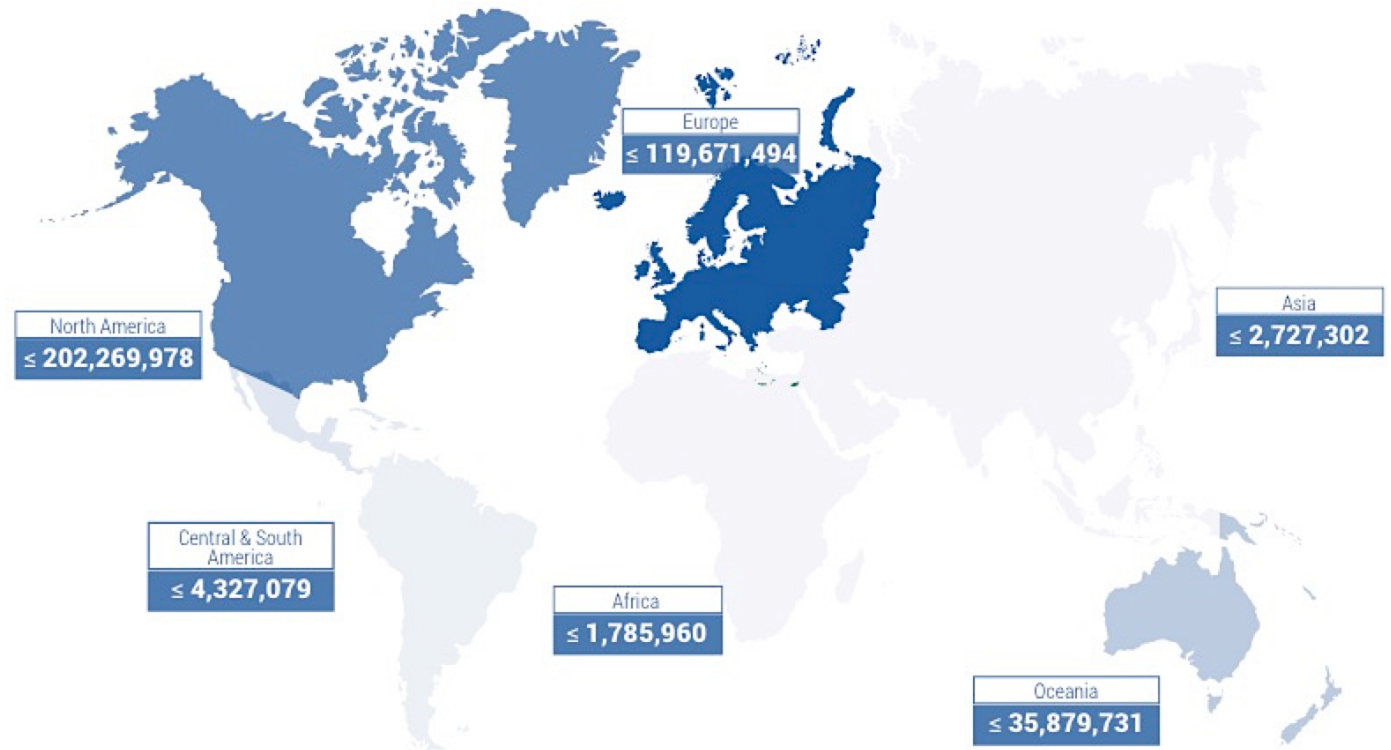 Europe
≤ 119,671,494
North America
≤ 202,269,978
Asia
≤ 2,727,302
Central & South
America
≤ 4,327,079
Africa
≤ 1,785,960
Oceania
≤ 35,879,731